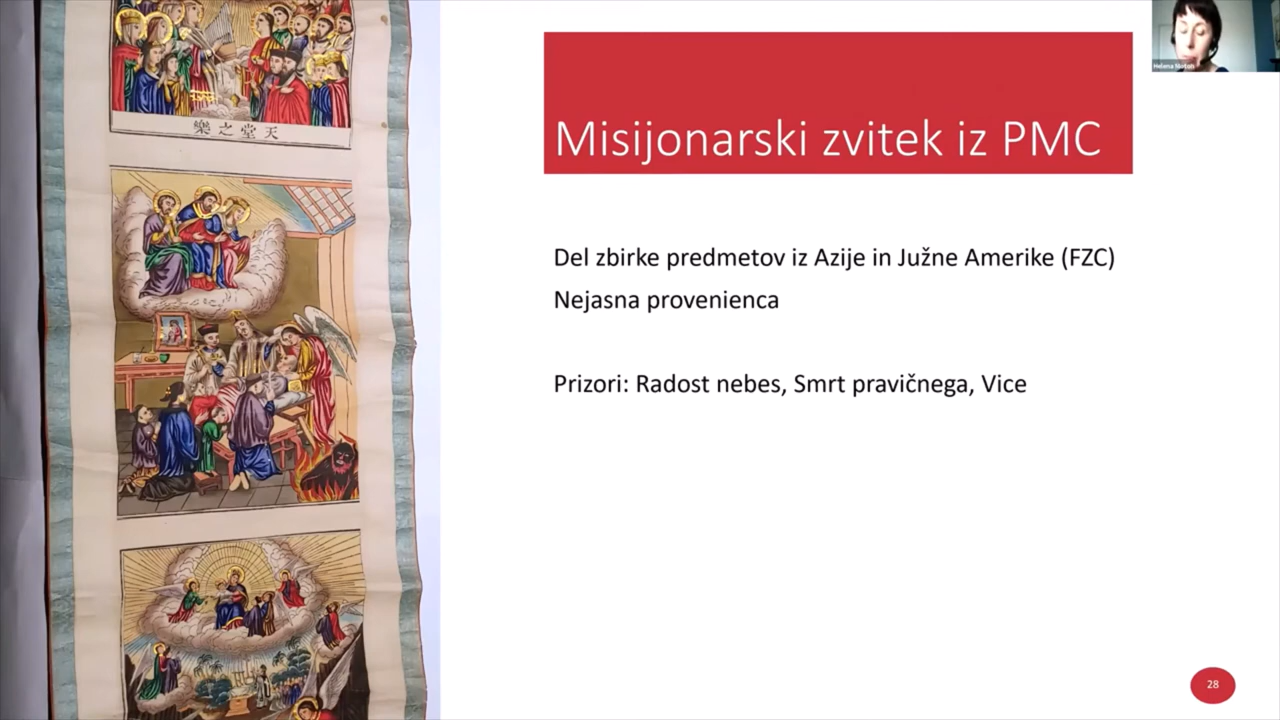 樂之堂天
Misijonarski zvitek iz PMC
Del zbirke predmetov iz Azije in Južne Amerike (FZC)
Nejasna provenienca
Prizori: Radost nebes, Smrt pravičnega, Vice
Helena
28